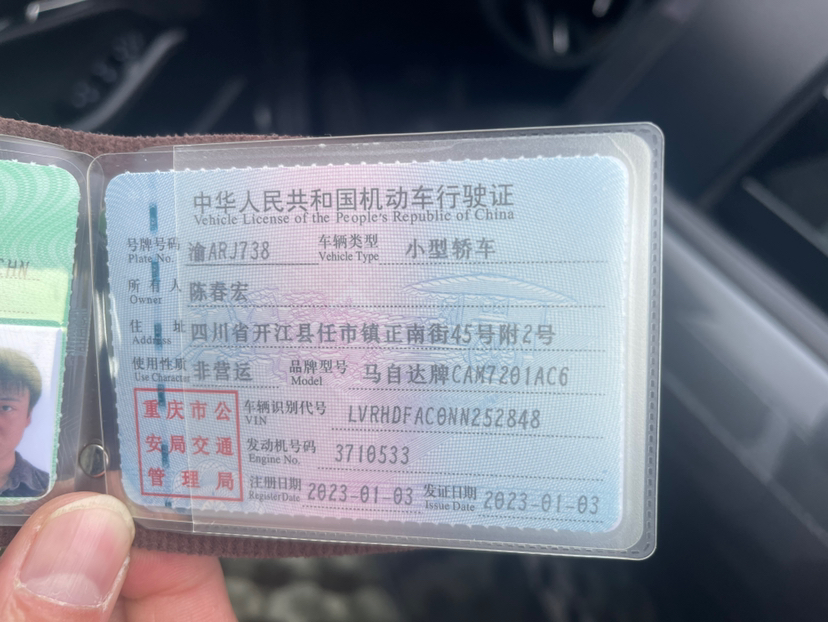 中华人民共和国机动车行驶证
Vehicle License of the People's Republic of China
号牌号码 Plate No. 渝ARJ738 车辆类型 Vehicle Type 小型轿车
所有人 Owner 陈春宏
住址 Address 四川省开江县任市镇正南街45号附2号
使用性质 Use Character 非营运 品牌型号 Model 马自达牌CAM7201AC6
车辆识别代号 VIN LVRHDFAC0NN252848
发动机号码 Engine No. 3710533
注册日期 Register Date 2023-01-03 发证日期 Issue Date 2023-01-03
重庆市公
安局交通
管理局
CHN